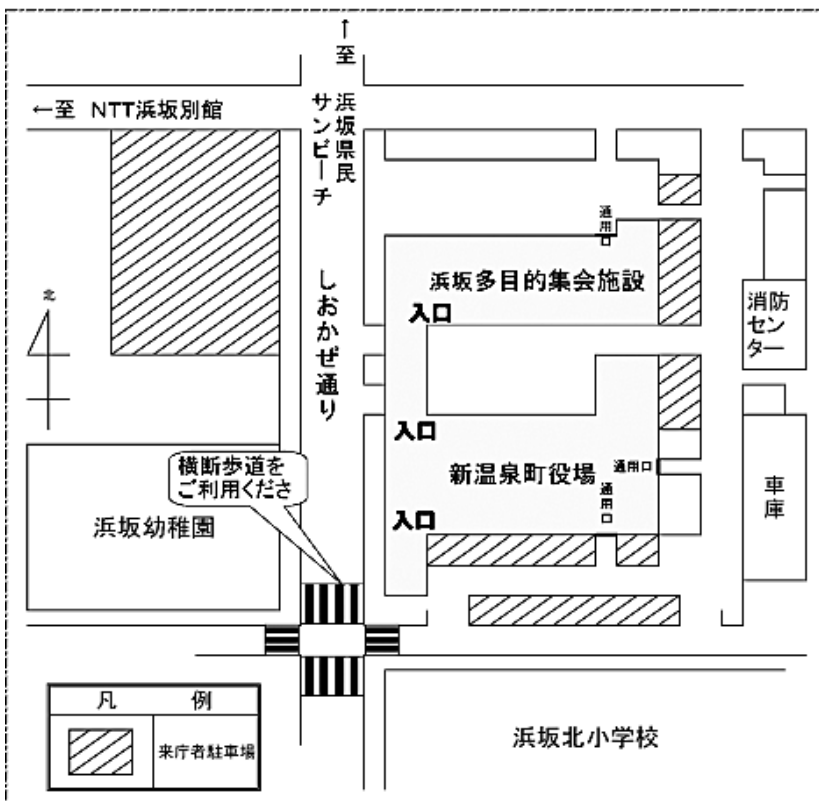 ↑至
浜坂県民
サンビーチ
←至 NTT浜坂別館
北
しおかぜ通り
通用口
浜坂多目的集会施設
入口
消防
セン
ター
入口
新温泉町役場
通用口
通用口
入口
車庫
横断歩道を
ご利用くださ
浜坂幼稚園
凡 例
来庁者駐車場
浜坂北小学校